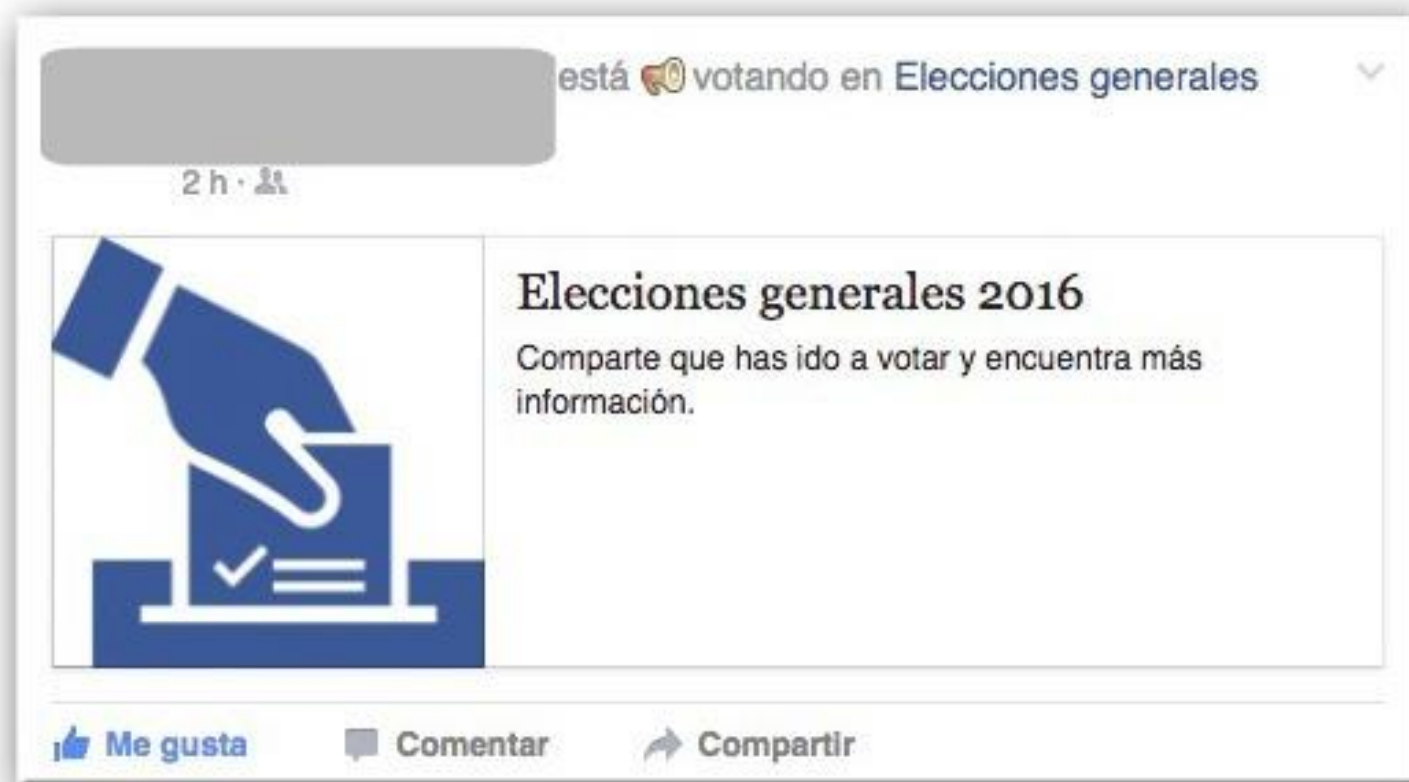 está votando en Elecciones generales
2 h ·
Elecciones generales 2016
Comparte que has ido a votar y encuentra más
información.
Me gusta Comentar Compartir